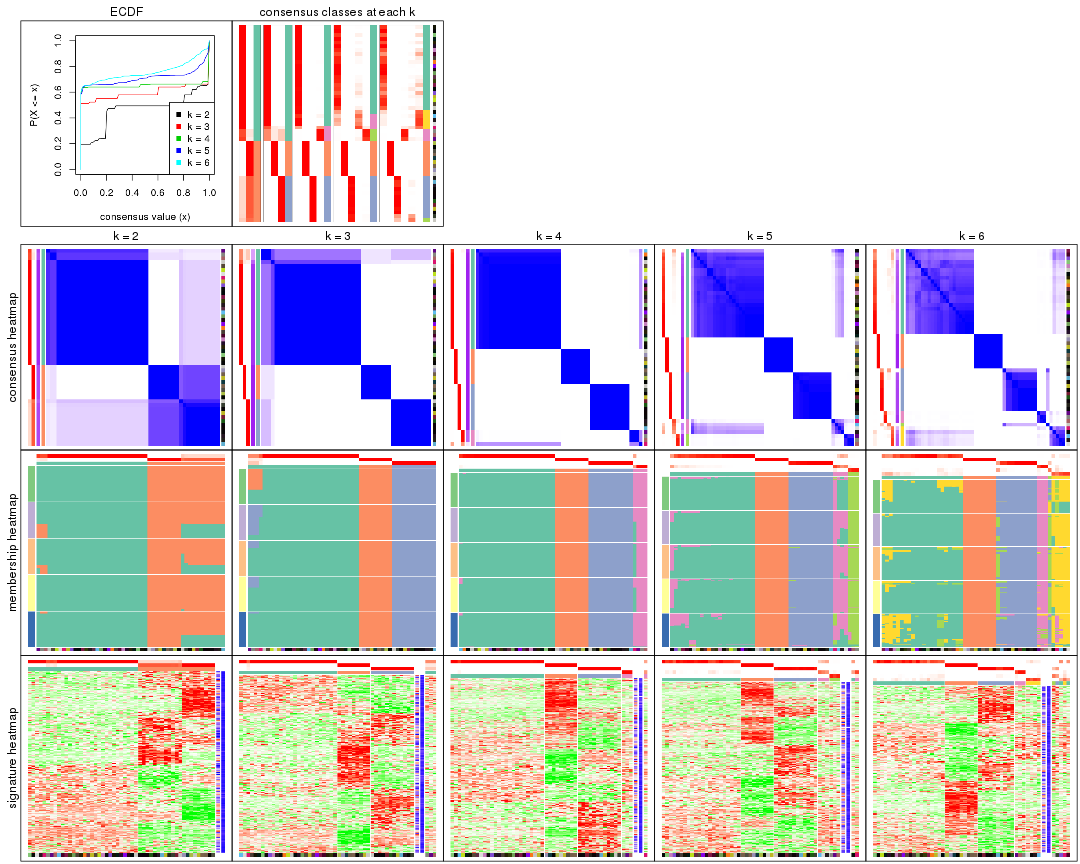 ECDF
consensus classes at each k
P(X <= x)
0.0 0.2 0.4 0.6 0.8 1.0
k = 2
k = 3
k = 4
k = 5
k = 6
0.0 0.2 0.4 0.6 0.8 1.0
consensus value (x)
k = 2 k = 3 k = 4 k = 5 k = 6
consensus heatmap
membership heatmap
signature heatmap